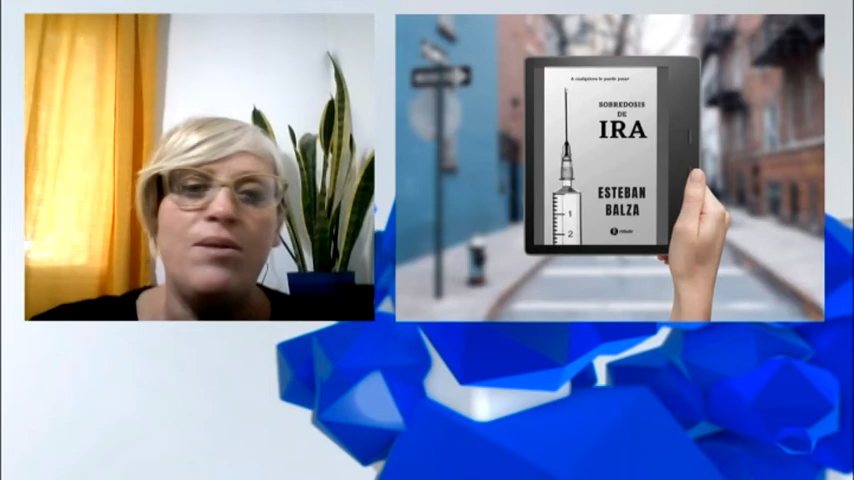 A cualquiera le puede pasar
SOBREDOSIS
DE
IRA
ESTEBAN
BALZA
1
2